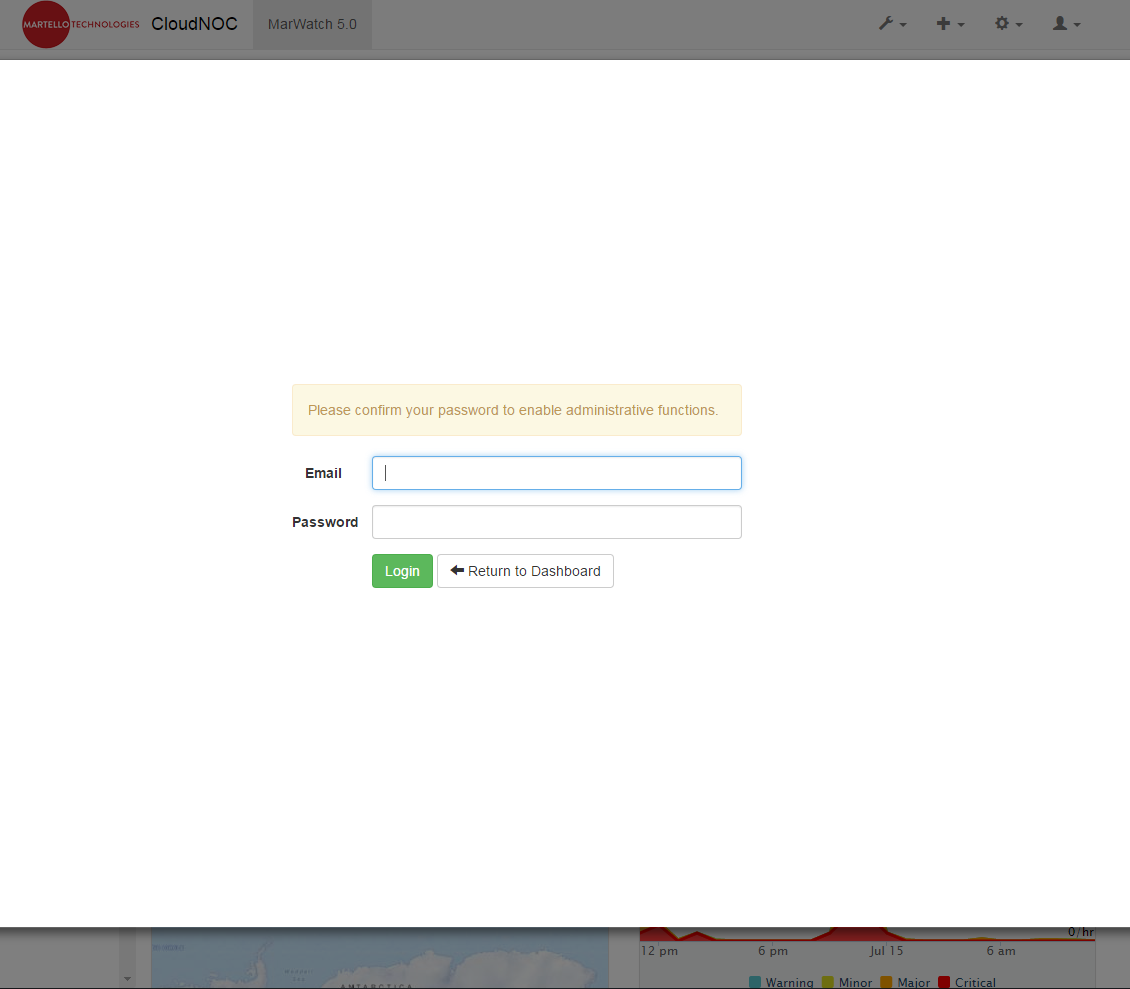 MARTELLO TECHNOLOGIES CloudNOC MarWatch 5.0
Please confirm your password to enable administrative functions.
Email
Password
Login Return to Dashboard
0/hr
12 pm 6 pm Jul 15 6 am
ANTARCTICA
Warning Minor Major Critical